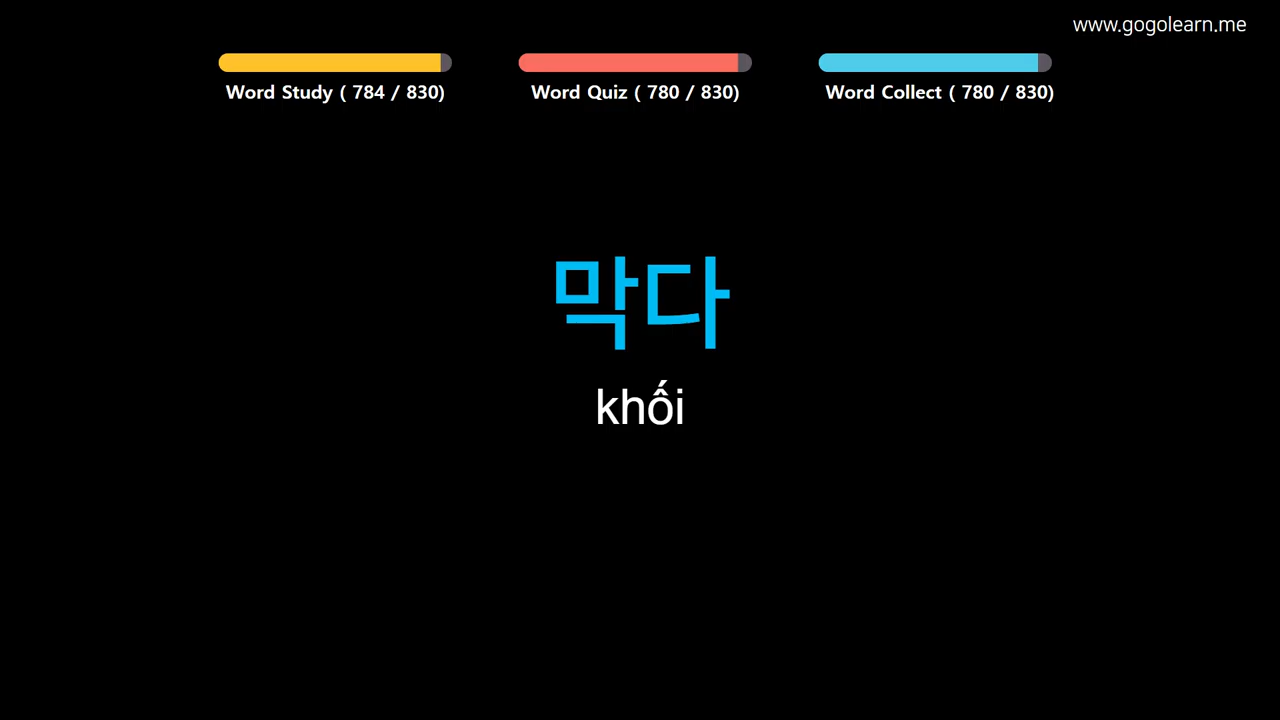 www.gogolearn.me
Word Study ( 784 / 830)
Word Quiz ( 780 / 830)
Word Collect ( 780 / 830)
막다
khối